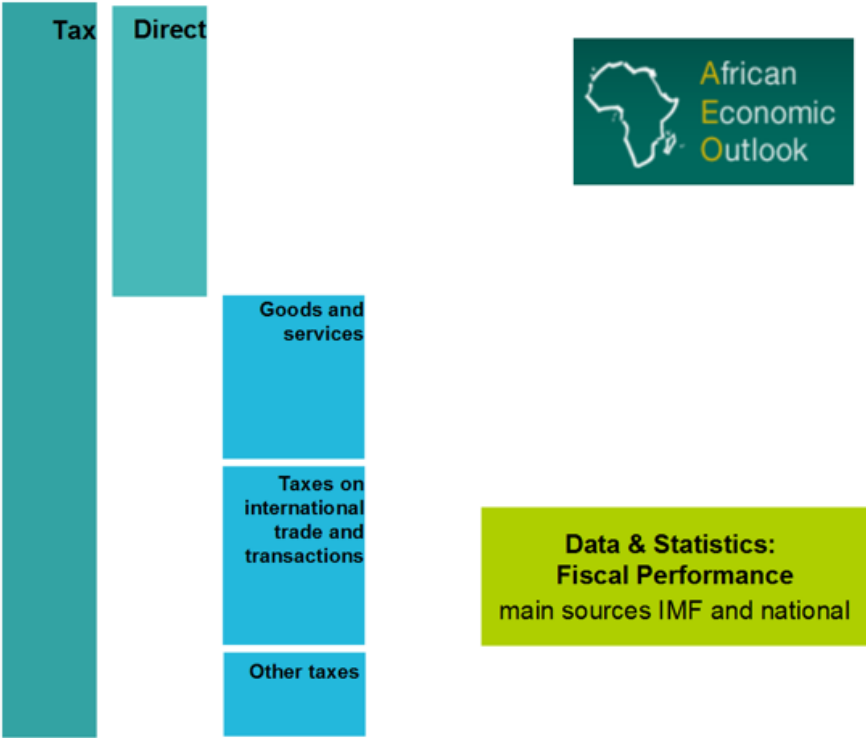 Tax
Direct
African
Economic
Outlook
Goods and
services
Taxes on
international
trade and
transactions
Data & Statistics:
Fiscal Performance
main sources IMF and national
Other taxes